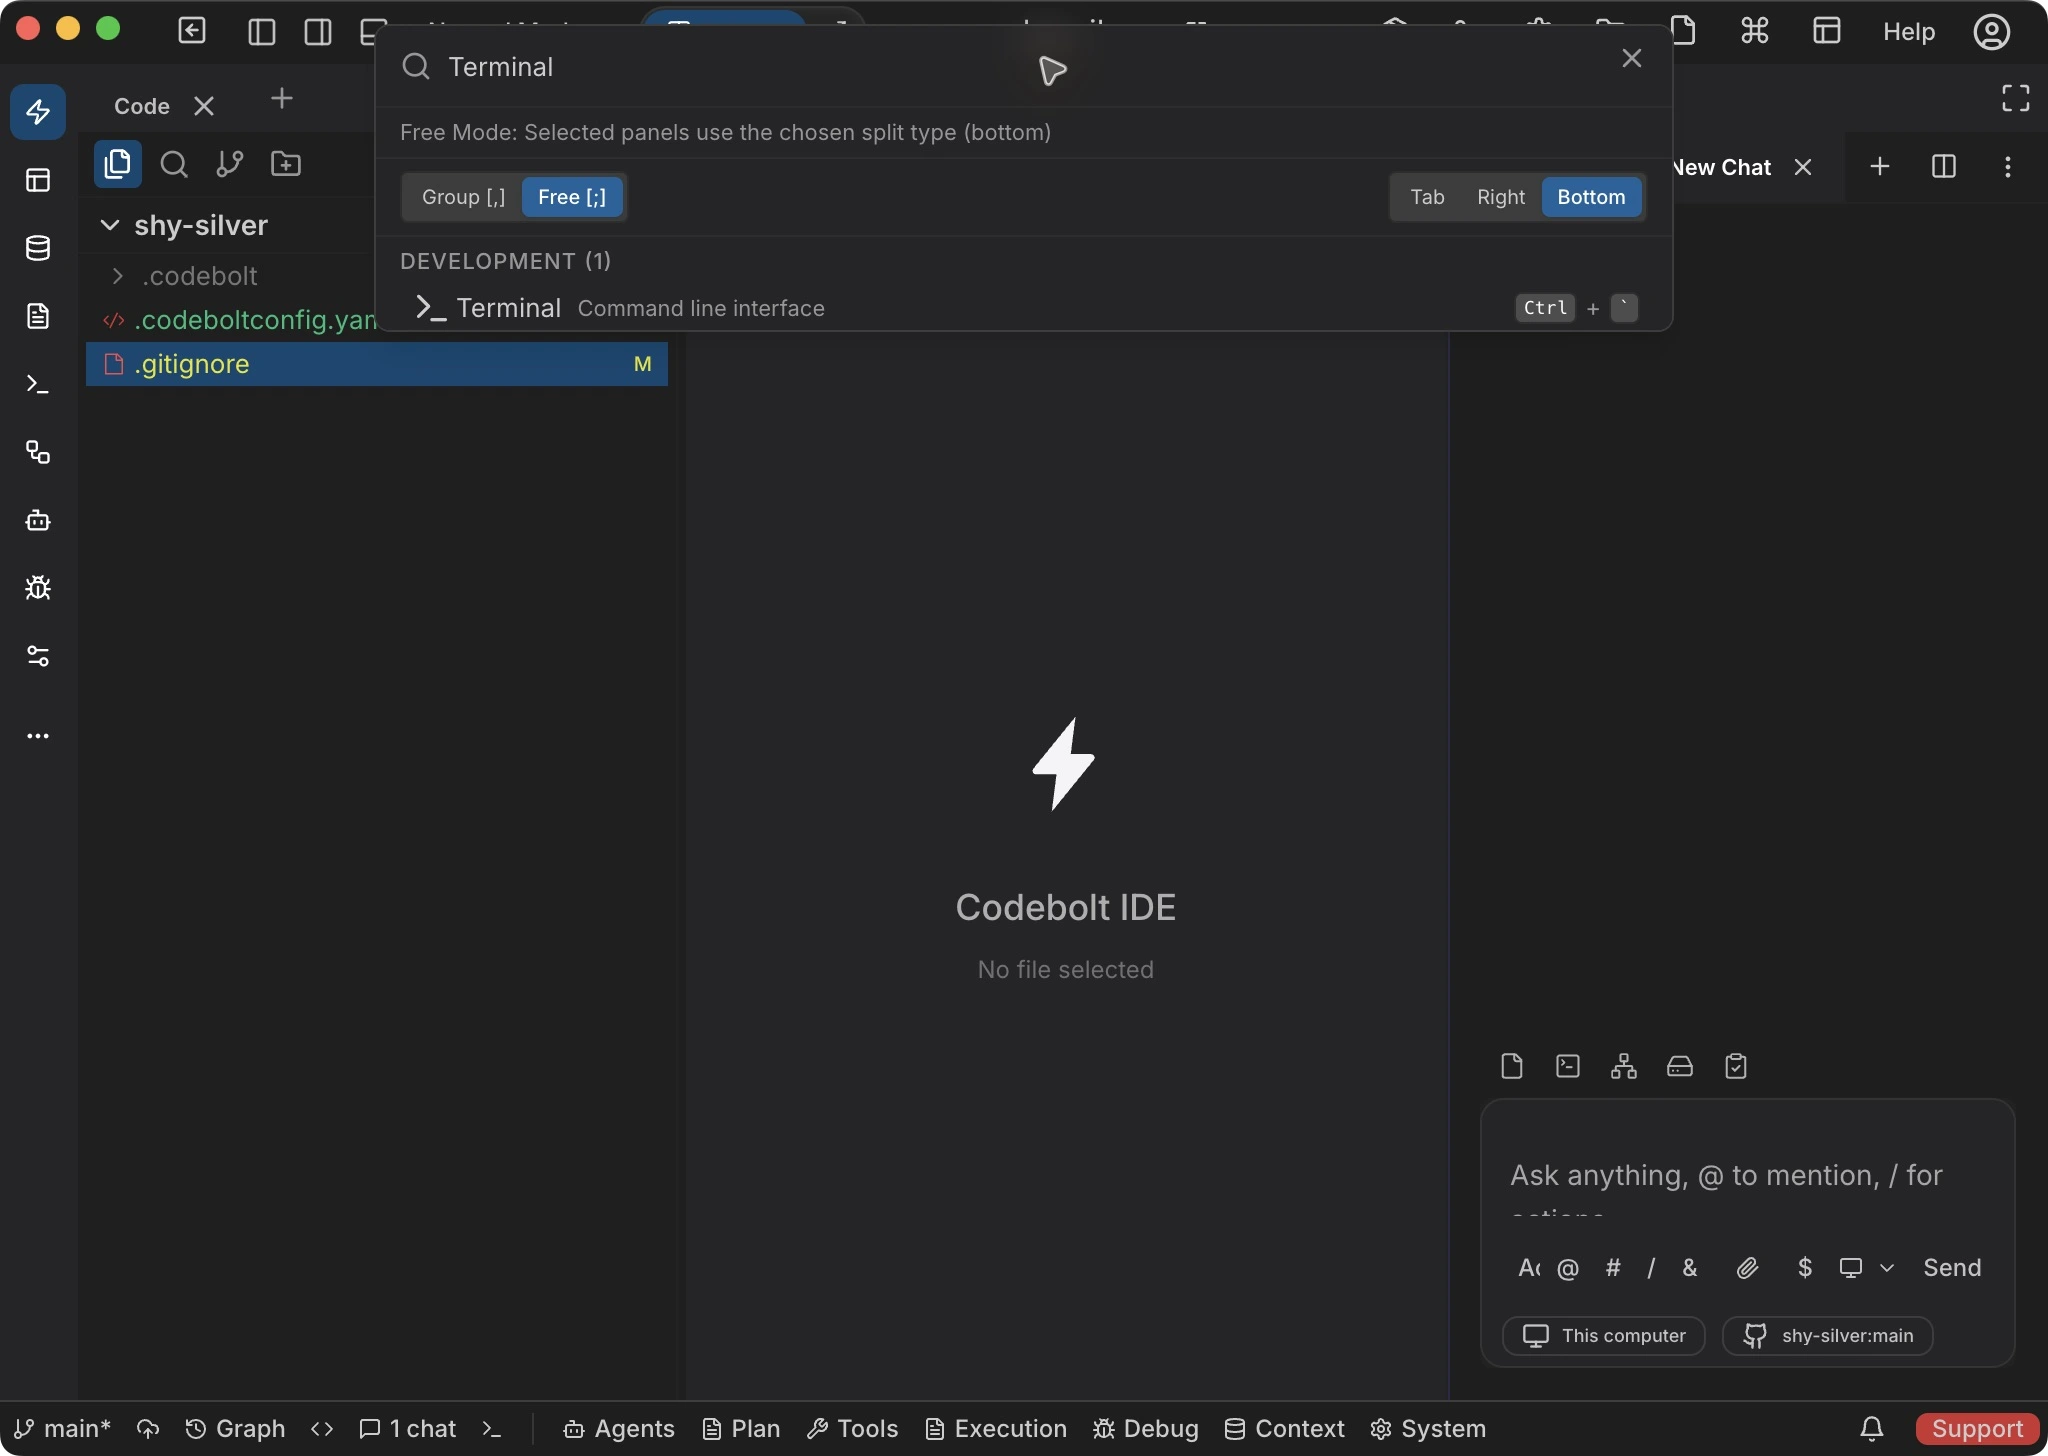 Help
Terminal
Code
Free Mode: Selected panels use the chosen split type (bottom)
New Chat
Group [,]
Free [;]
Tab
Right
Bottom
shy-silver
DEVELOPMENT (1)
.codebolt
Terminal Command line interface
Ctrl + `
.codeboltconfig.yam
.gitignore
M
Codebolt IDE
No file selected
Ask anything, @ to mention, / for
actions
@ # / & $
Send
This computer
shy-silver:main
main*
Graph
1 chat
Agents
Plan
Tools
Execution
Debug
Context
System
Support